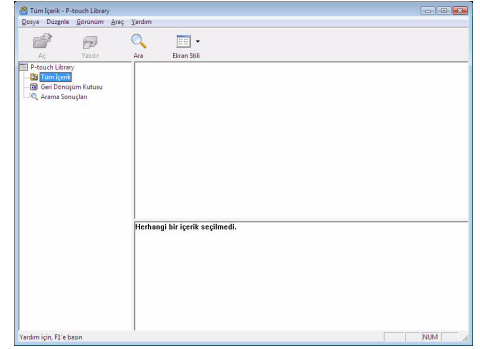 Tüm İçerik - P-touch Library
Dosya Düzenle Görünüm Araç Yardım
Aç Yazdır Ara Ekran Stili
P-touch Library
Tüm İçerik
Geri Dönüşüm Kutusu
Arama Sonuçları
Herhangi bir içerik seçilmedi.
Yardım için, F1'e basın
NUM